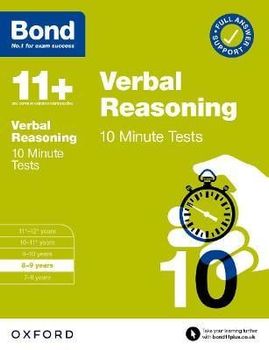 Bond
No.1 for exam success
FULL ANSWER
SUPPORT
11+
Verbal
Reasoning
10 Minute
Tests
Verbal
Reasoning
10 Minute Tests
11+-12+ years
10-11+ years
9-10 years
8-9 years
7-8 years
10
OXFORD
Take your learning further
with bond11plus.co.uk